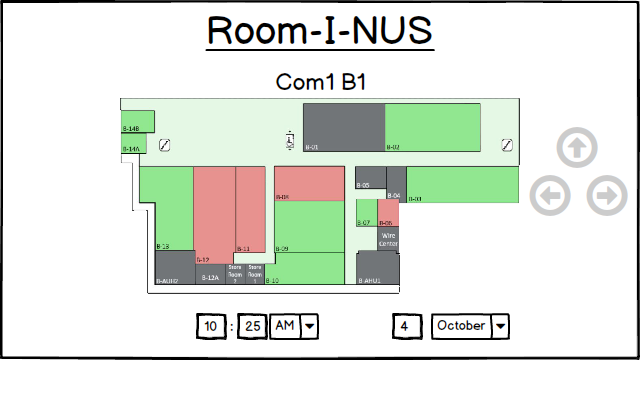 Room-I-NUS
Com1 B1
B-14B
B-14A
B-01
B-02
B-05
B-04
B-03
B-08
B-07
B-06
Wire
Center
B-13
B-12
B-11
B-09
B-AHU2
B-12A
Store
Room
2
Store
Room
1
B-10
B-AHU1
10 : 25 AM
4 October